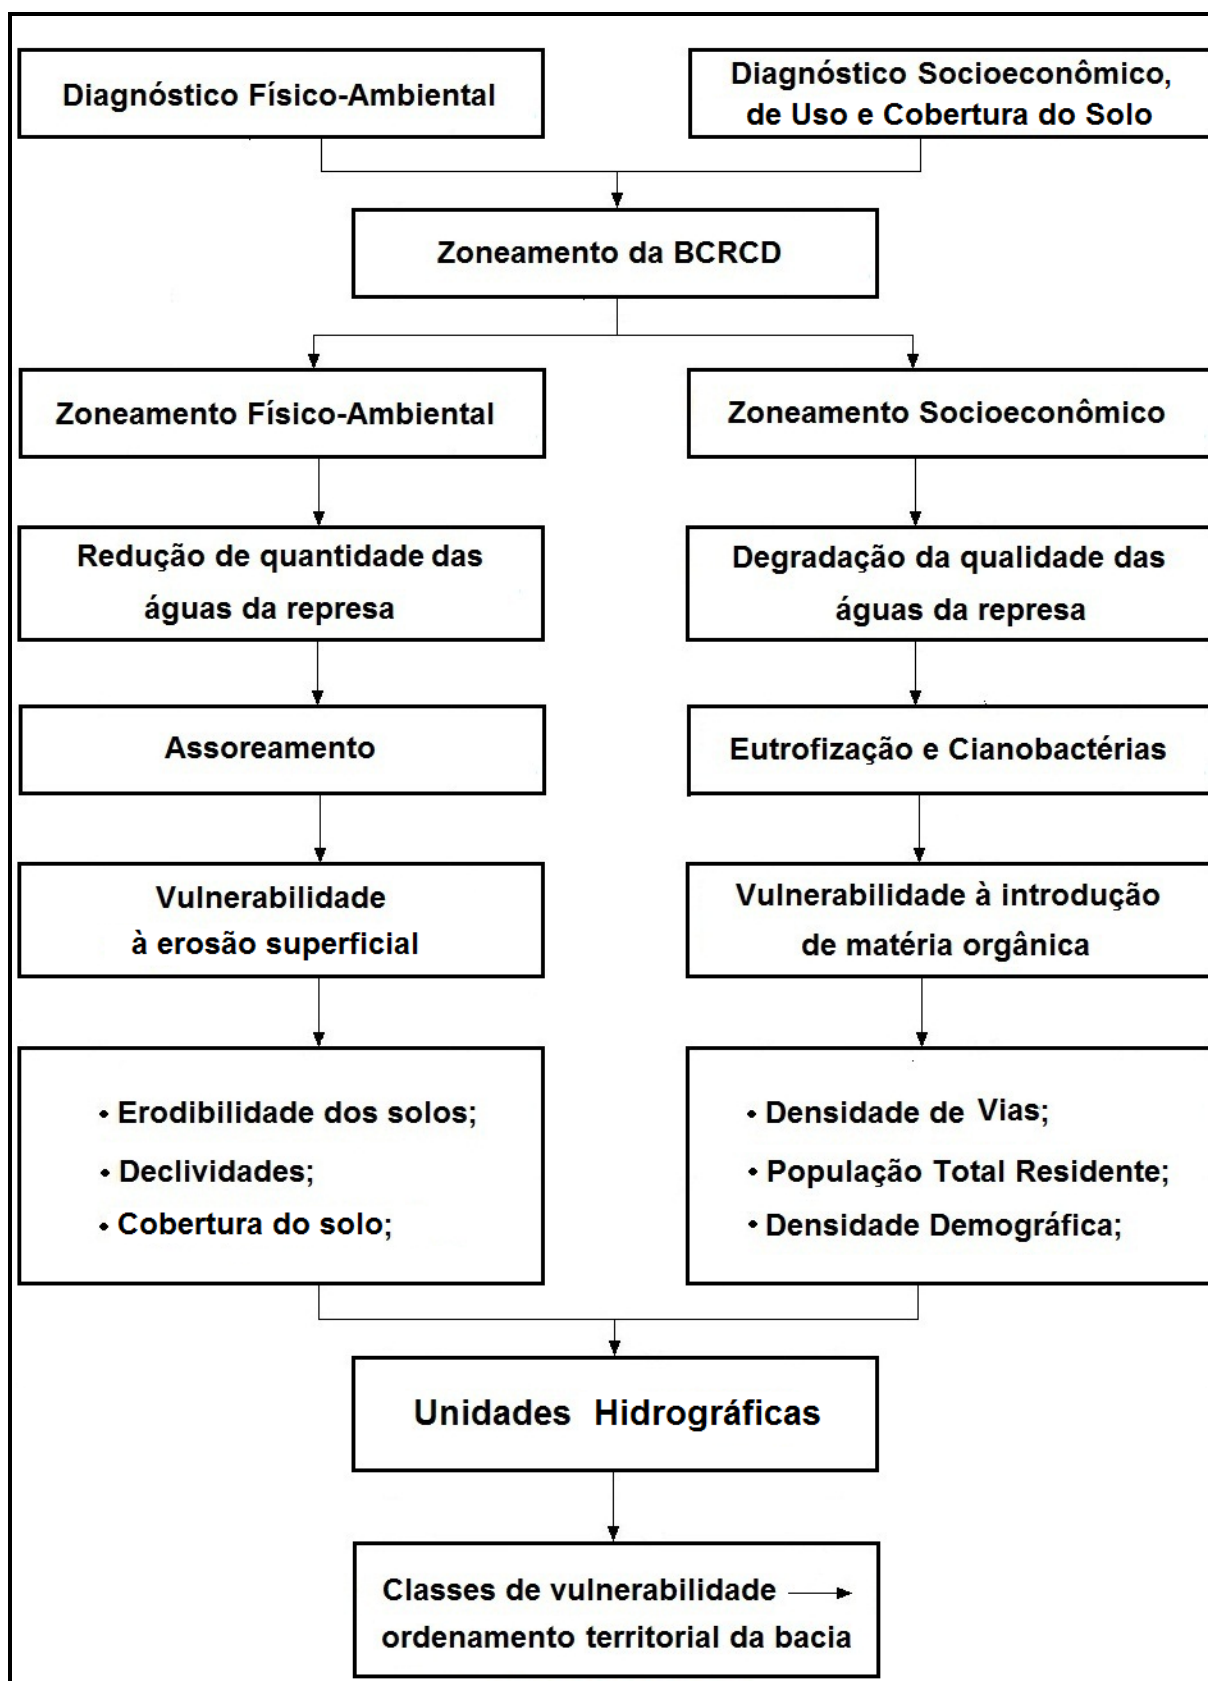 Diagnóstico Físico-Ambiental
Diagnóstico Socioeconômico,
de Uso e Cobertura do Solo
Zoneamento da BCRCD
Zoneamento Físico-Ambiental
Zoneamento Socioeconômico
Redução de quantidade das
águas da represa
Degradação da qualidade das
águas da represa
Assoreamento
Eutrofização e Cianobactérias
Vulnerabilidade
à erosão superficial
Vulnerabilidade à introdução
de matéria orgânica
• Erodibilidade dos solos;
• Declividades;
• Cobertura do solo;
• Densidade de Vias;
• População Total Residente;
• Densidade Demográfica;
Unidades Hidrográficas
Classes de vulnerabilidade →
ordenamento territorial da bacia